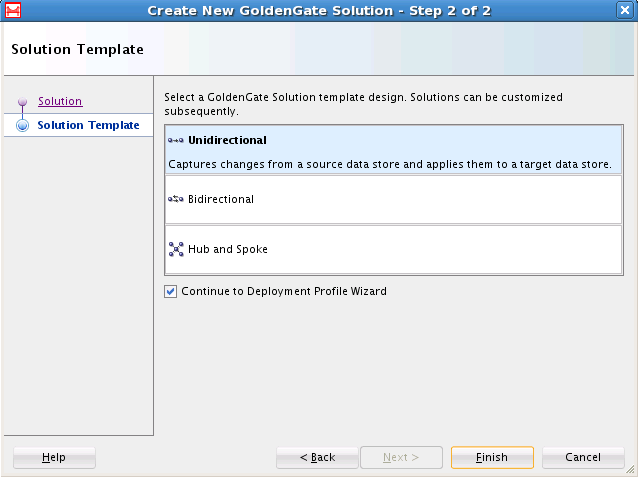 Create New GoldenGate Solution - Step 2 of 2
Solution Template
Solution
Solution Template
Select a GoldenGate Solution template design. Solutions can be customized
subsequently.
Unidirectional
Captures changes from a source data store and applies them to a target data store.
Bidirectional
Hub and Spoke
Continue to Deployment Profile Wizard
Help
< Back
Next >
Finish
Cancel